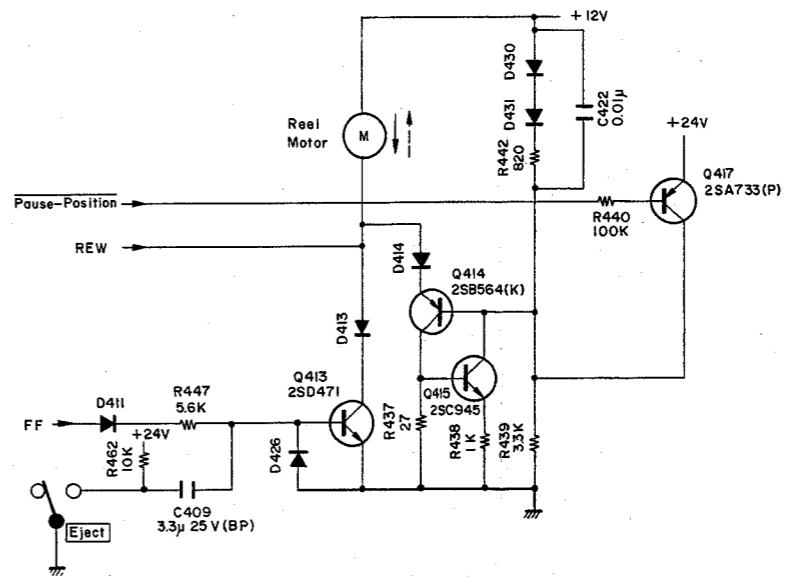 +12V
D430
D431
C422
0.01μ
R442
820
+24V
Reel
Motor
M
Q417
2SA733(P)
Pause-Position
R440
100K
REW
D414
Q414
2SB564(K)
D413
Q413
2SD471
Q415
2SC945
D411
R447
5.6K
FF
+24V
R462
10K
D426
R437
27
R438
1K
R439
3.3K
C409
3.3μ 25V(BP)
Eject